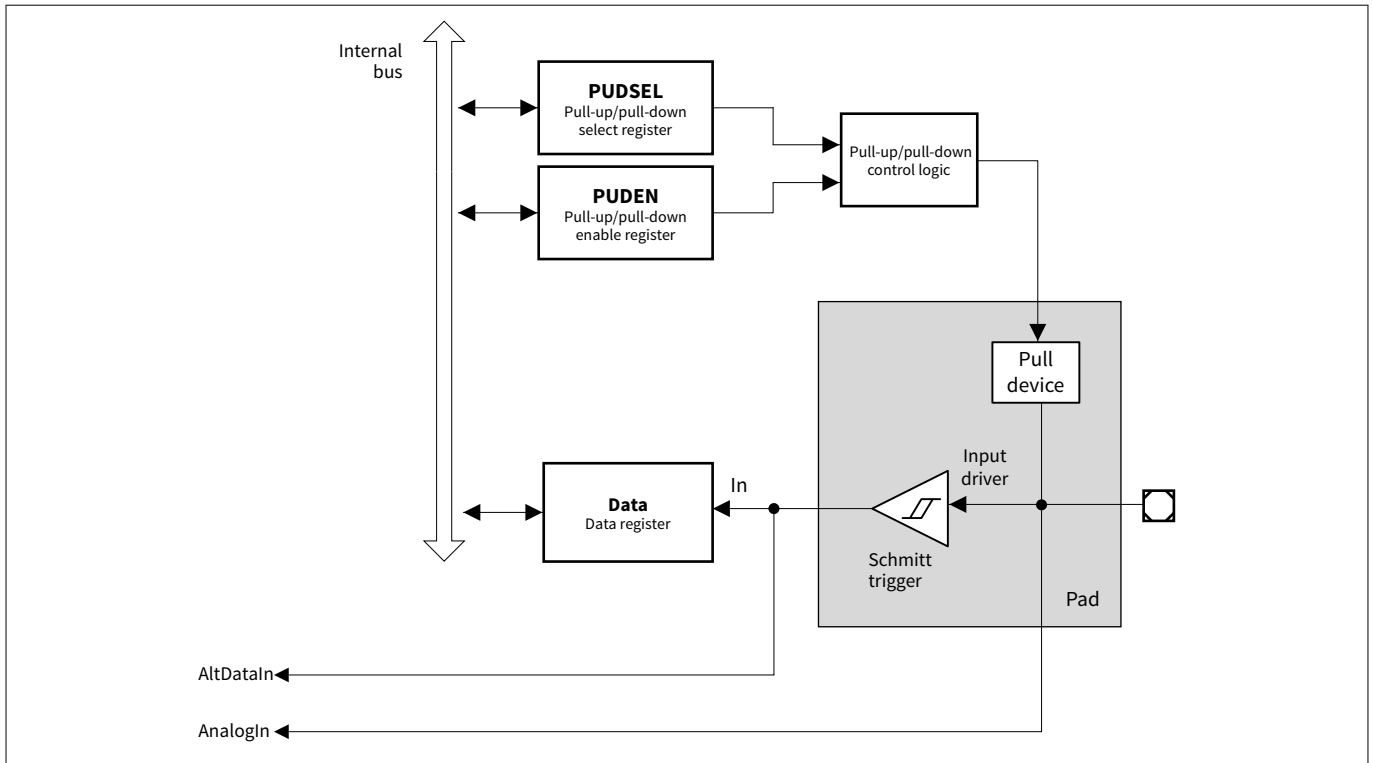 Internal
bus
PUDSEL
Pull-up/pull-down
select register
Pull-up/pull-down
control logic
PUDEN
Pull-up/pull-down
enable register
Pull
device
Input
driver
In
Data
Data register
Schmitt
trigger
Pad
AltDataIn
AnalogIn